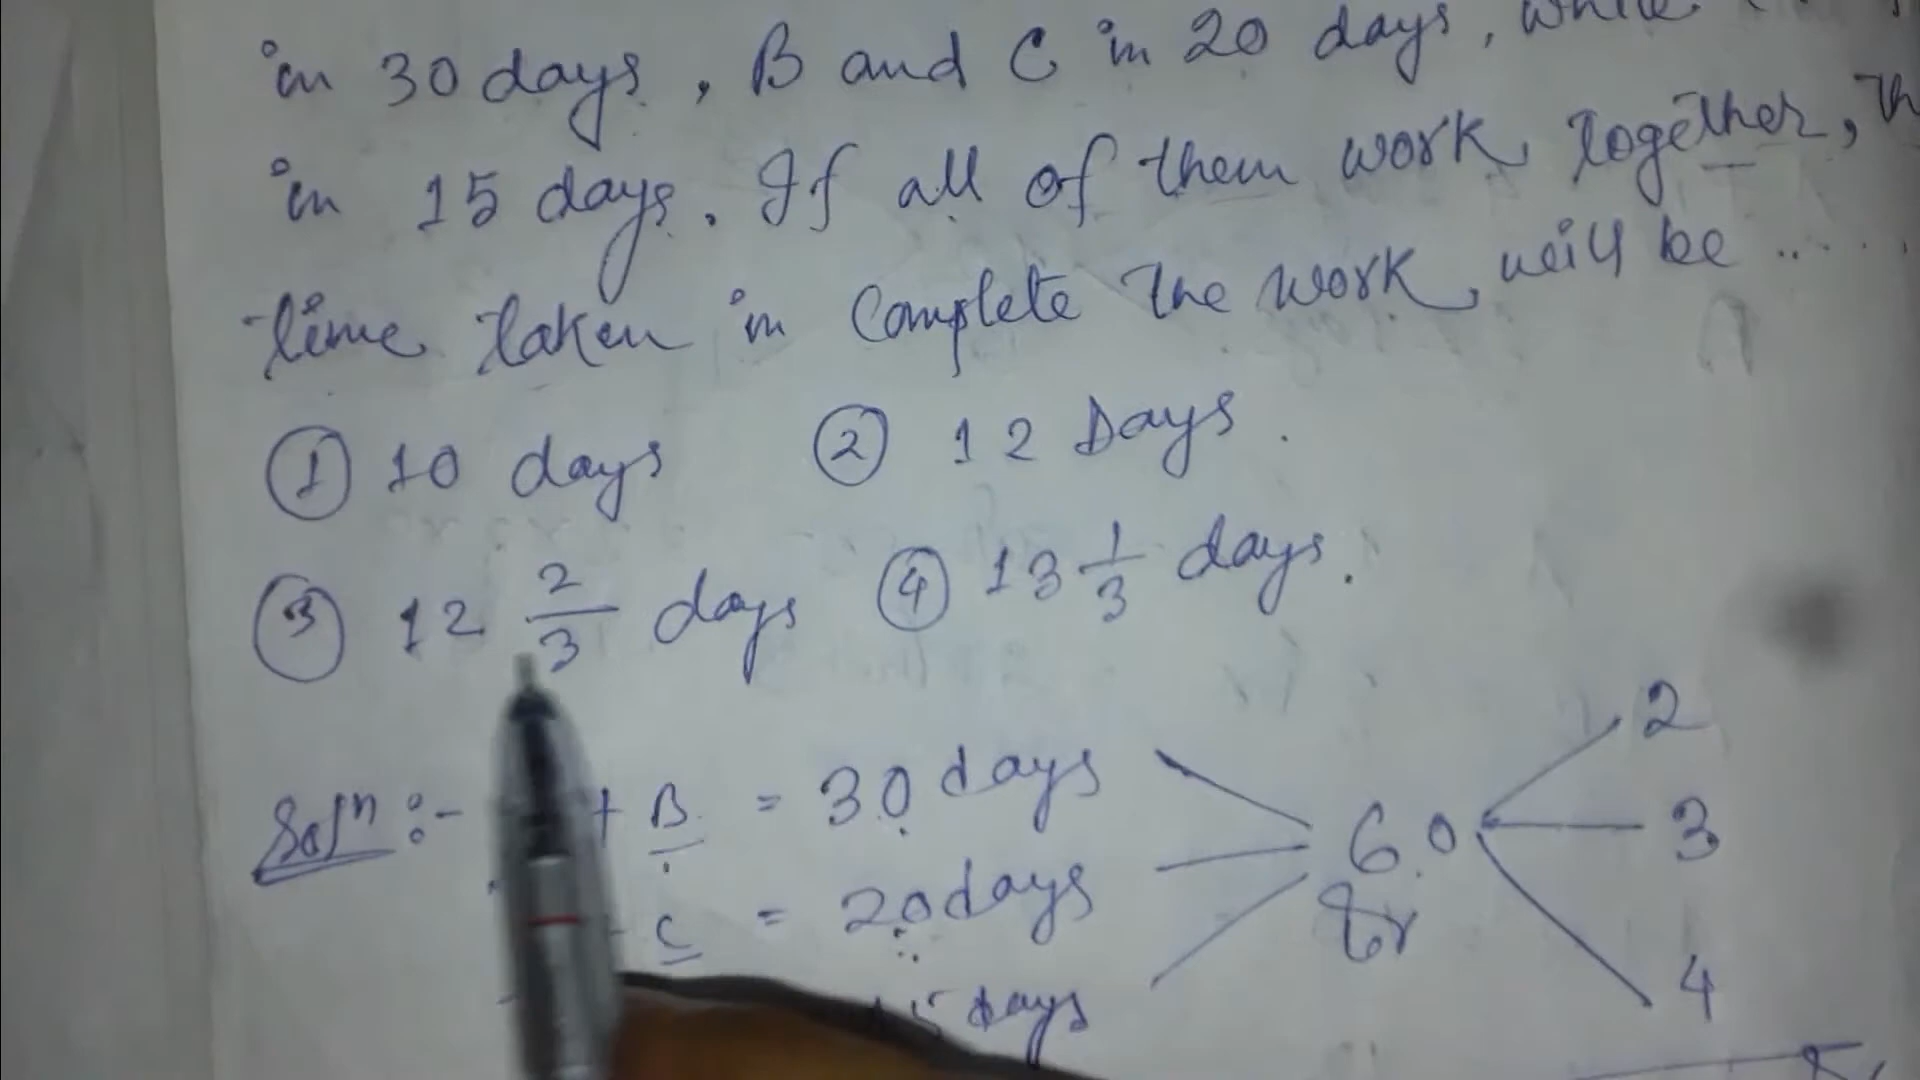 in 30 days, B and C in 20 days, while
in 15 days. If all of them work together, th
time taken in Complete the work, will be .....
① 10 days ② 12 Days.
③ 12 2/3 days ④ 13 1/3 days.
2
Solⁿ :- + B = 30 days
60 3
C = 20 days
15 days 4